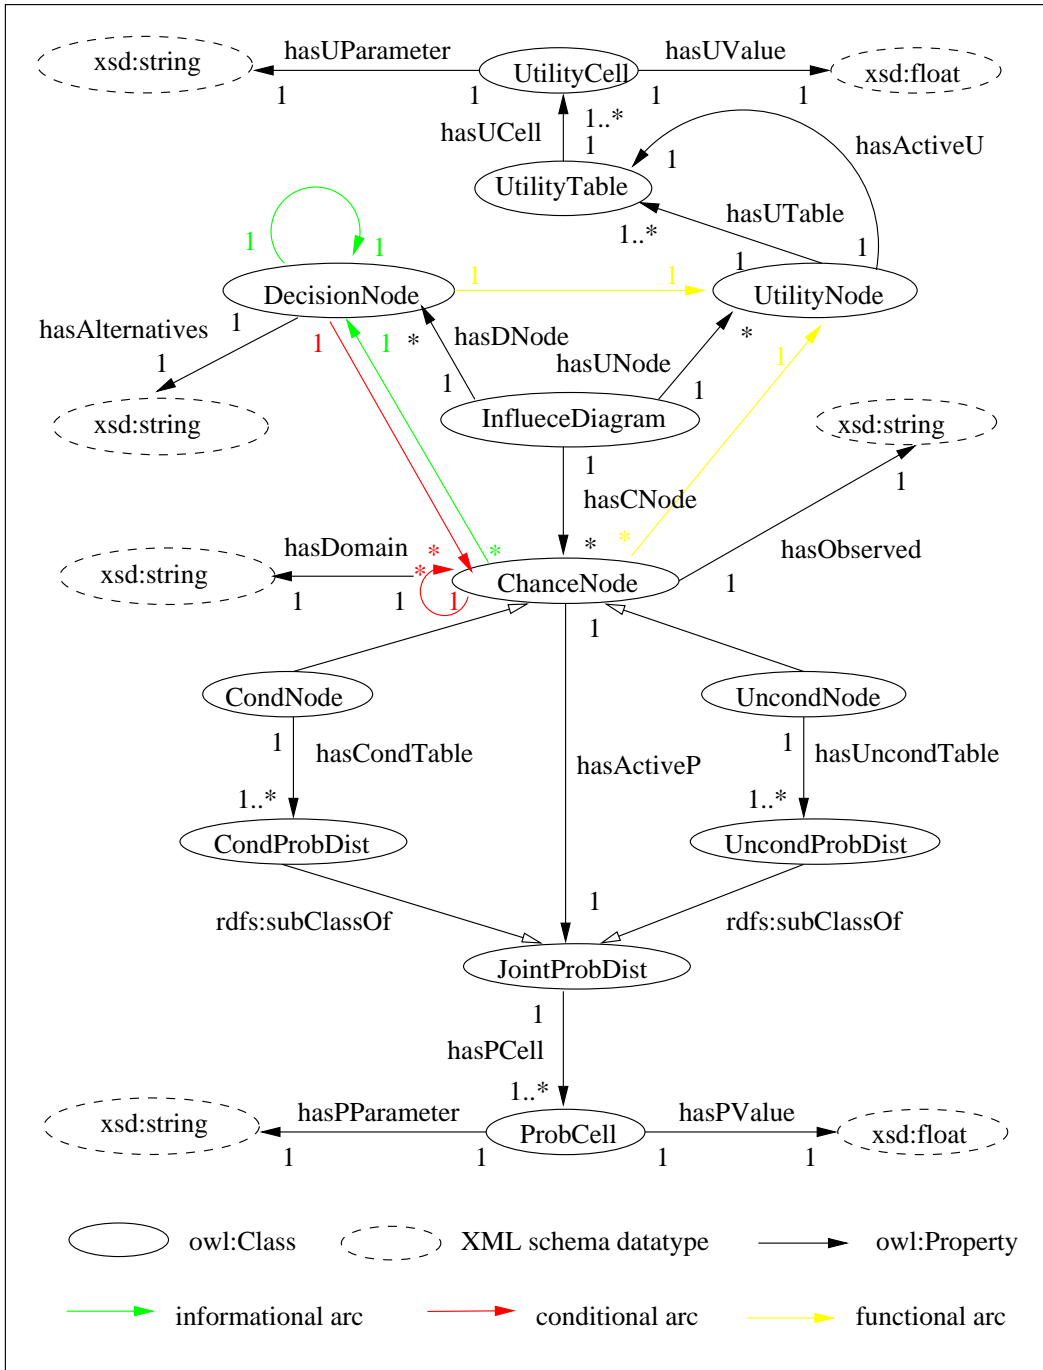 hasUParameter
hasUValue
xsd:string
UtilityCell
xsd:float
1
1
1
1
hasUCell
1..*
1
hasActiveU
1
UtilityTable
hasUTable
1..*
1
1
1
1
1
1
DecisionNode
UtilityNode
hasAlternatives
1
1
1
*
hasDNode
hasUNode
*
1
1
1
1
xsd:string
InflueceDiagram
xsd:string
1
1
hasCNode
*
*
*
*
hasDomain
hasObserved
xsd:string
*
ChanceNode
1
1
1
1
1
CondNode
UncondNode
1
hasCondTable
1
hasUncondTable
hasActiveP
1..*
1..*
CondProbDist
UncondProbDist
1
rdfs:subClassOf
rdfs:subClassOf
JointProbDist
1
hasPCell
1..*
hasPParameter
hasPValue
xsd:string
ProbCell
xsd:float
1
1
1
1
owl:Class
XML schema datatype
owl:Property
informational arc
conditional arc
functional arc